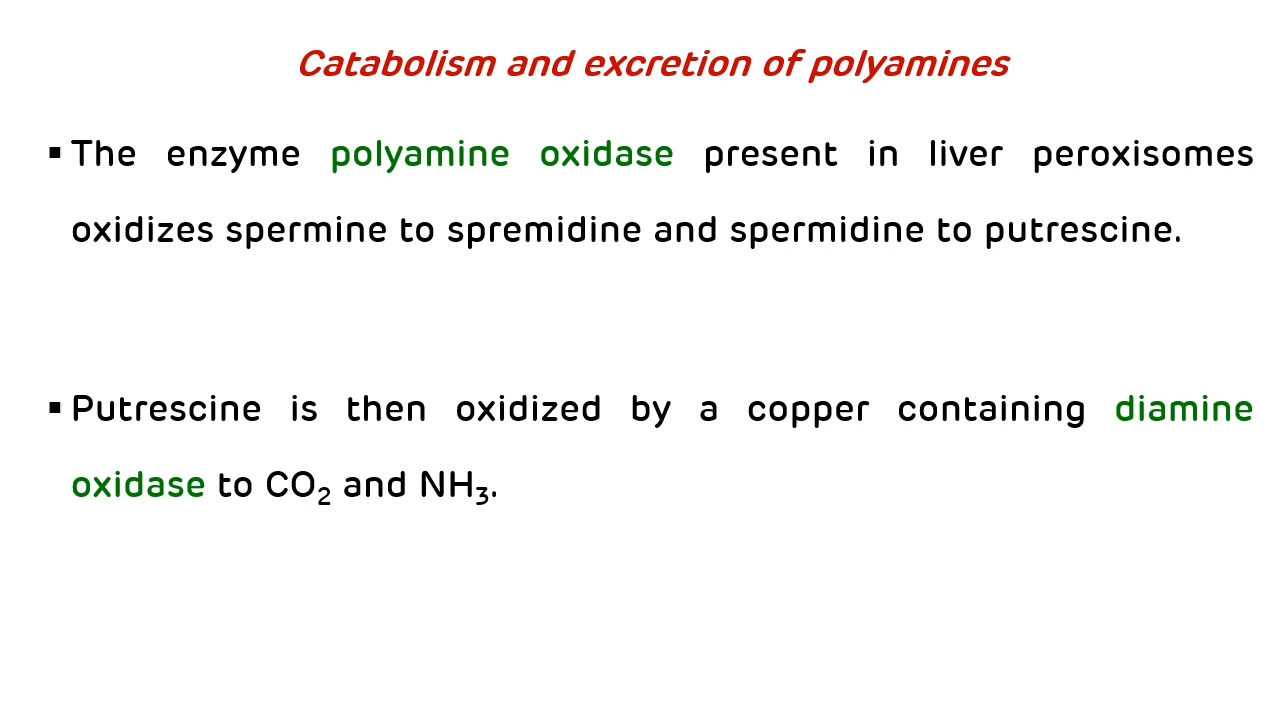 Catabolism and excretion of polyamines
▪ The enzyme polyamine oxidase present in liver peroxisomes
oxidizes spermine to spremidine and spermidine to putrescine.
▪ Putrescine is then oxidized by a copper containing diamine
oxidase to CO₂ and NH₃.